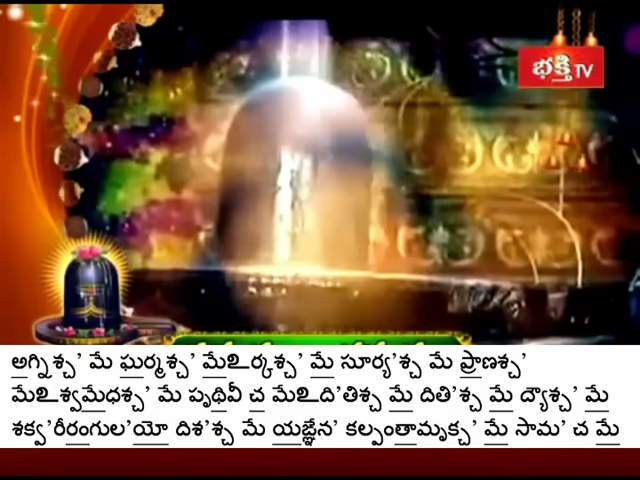 భక్తి TV
అగ్నిశ్చ’ మే ఘర్మశ్చ’ మేఽర్కశ్చ’ మే సూర్య’శ్చ మే ప్రాణశ్చ’
మేఽశ్వమేధశ్చ’ మే పృథివీ చ మేఽది’తిశ్చ మే దితి’శ్చ మే ద్యౌశ్చ’ మే
శక్వ’రీరంగుల’యో దిశ’శ్చ మే యజ్ఞేన’ కల్పంతామృక్చ’ మే సామ’ చ మే